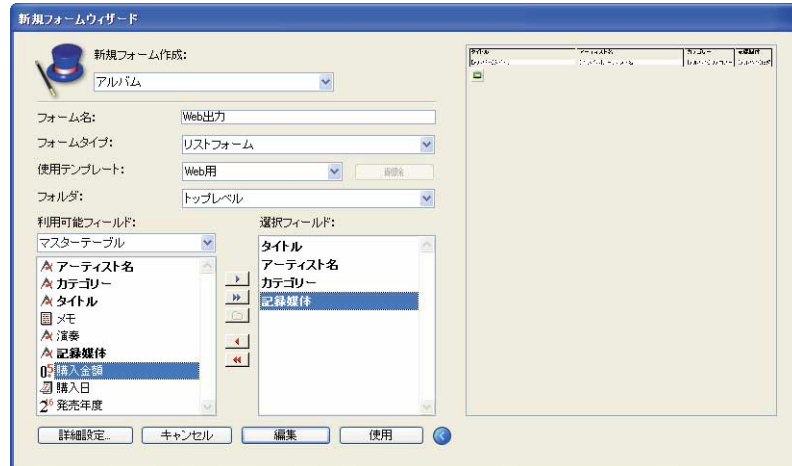 新規フォームウィザード
新規フォーム作成:
アルバム
フォーム名:
Web出力
フォームタイプ:
リストフォーム
使用テンプレート:
Web用
フォルダ:
トップレベル
利用可能フィールド:
マスターテーブル
アーティスト名
カテゴリー
タイトル
メモ
演奏
記録媒体
購入金額
購入日
発売年度
選択フィールド:
タイトル
アーティスト名
カテゴリー
記録媒体
詳細設定...
キャンセル
編集
使用